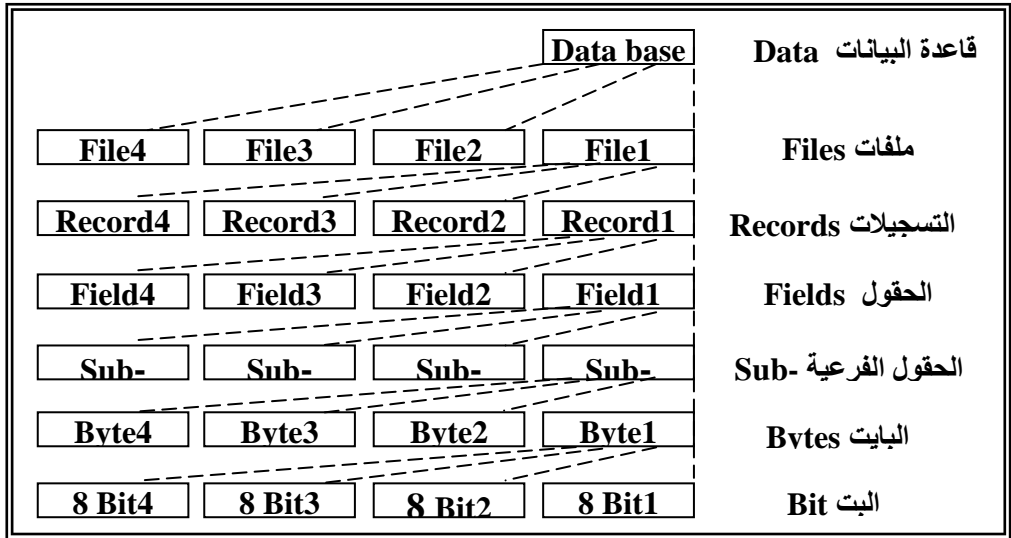 قاعدة البيانات Data
Data base
ملفات Files
File1 File2 File3 File4
التسجيلات Records
Record1 Record2 Record3 Record4
الحقول Fields
Field1 Field2 Field3 Field4
الحقول الفرعية Sub-
Sub- Sub- Sub- Sub-
البايت Bytes
Byte1 Byte2 Byte3 Byte4
البت Bit
8 Bit1 8 Bit2 8 Bit3 8 Bit4